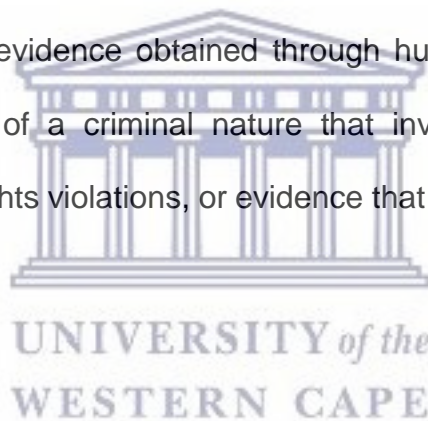 evidence obtained through hu
of a criminal nature that inv
hts violations, or evidence that
UNIVERSITY of the
WESTERN CAPE